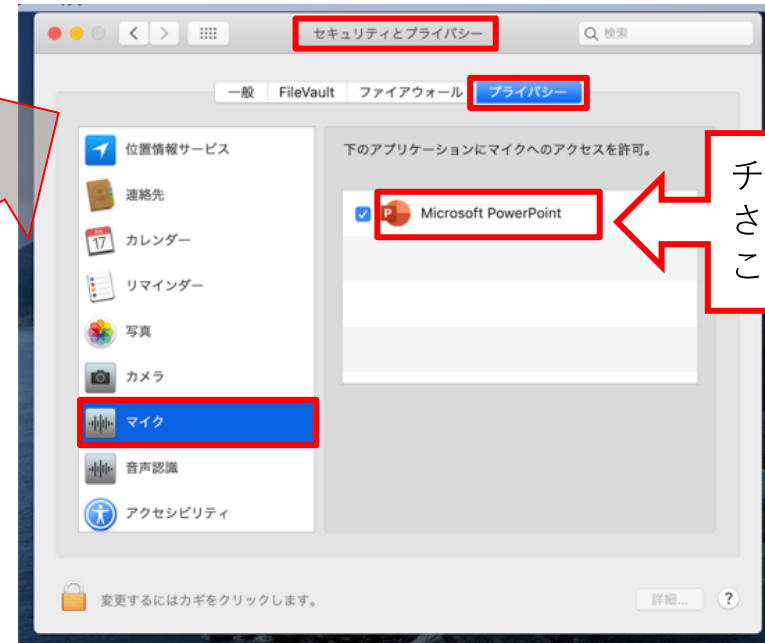 セキュリティとプライバシー
検索
一般 FileVault ファイアウォール プライバシー
位置情報サービス
連絡先
JUL
17
カレンダー
リマインダー
写真
カメラ
マイク
音声認識
アクセシビリティ
下のアプリケーションにマイクへのアクセスを許可。
P
Microsoft PowerPoint
チ
さ
こ
変更するにはカギをクリックします。
詳細... ?